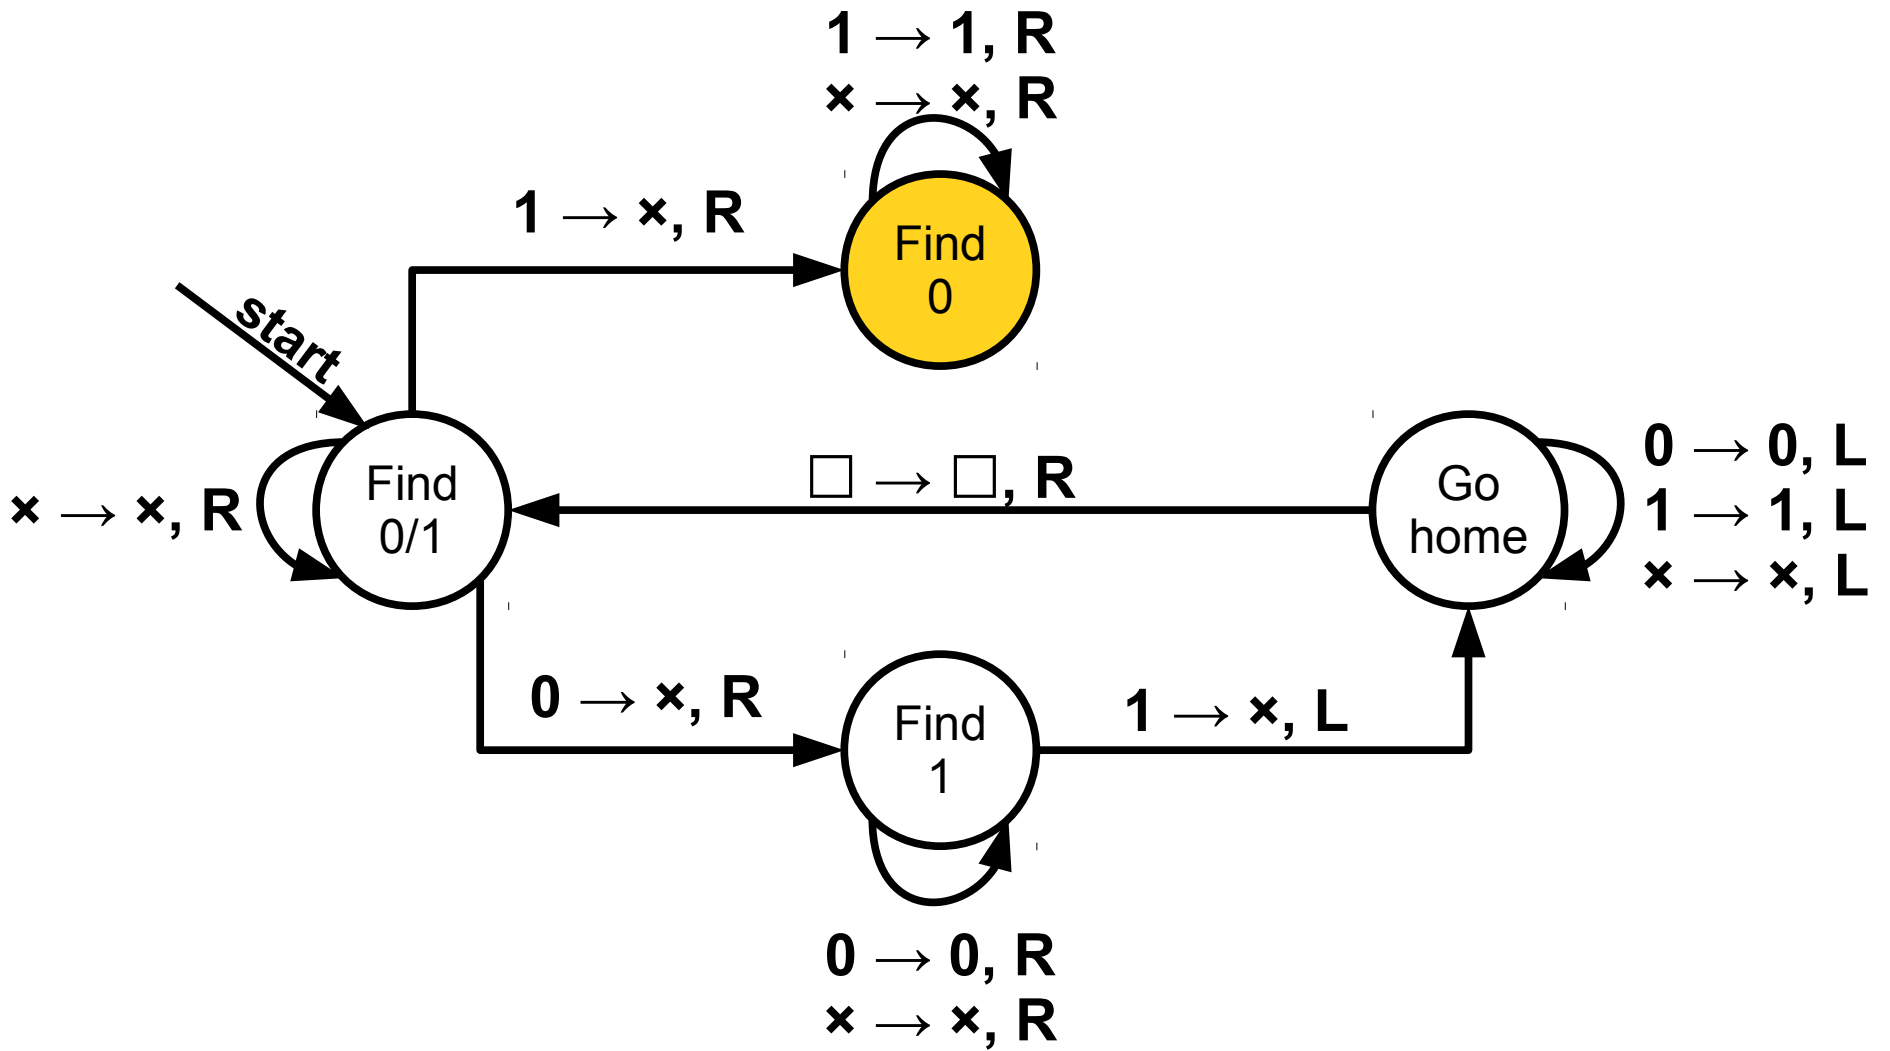 1 → 1, R
× → ×, R
1 → ×, R
Find
0
start
Find
0/1
× → ×, R
□ → □, R
Go
home
0 → 0, L
1 → 1, L
× → ×, L
0 → ×, R
Find
1
1 → ×, L
0 → 0, R
× → ×, R